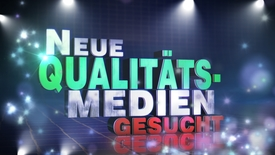 NEUE
QUALITÄTS-
MEDIEN
GESUCHT